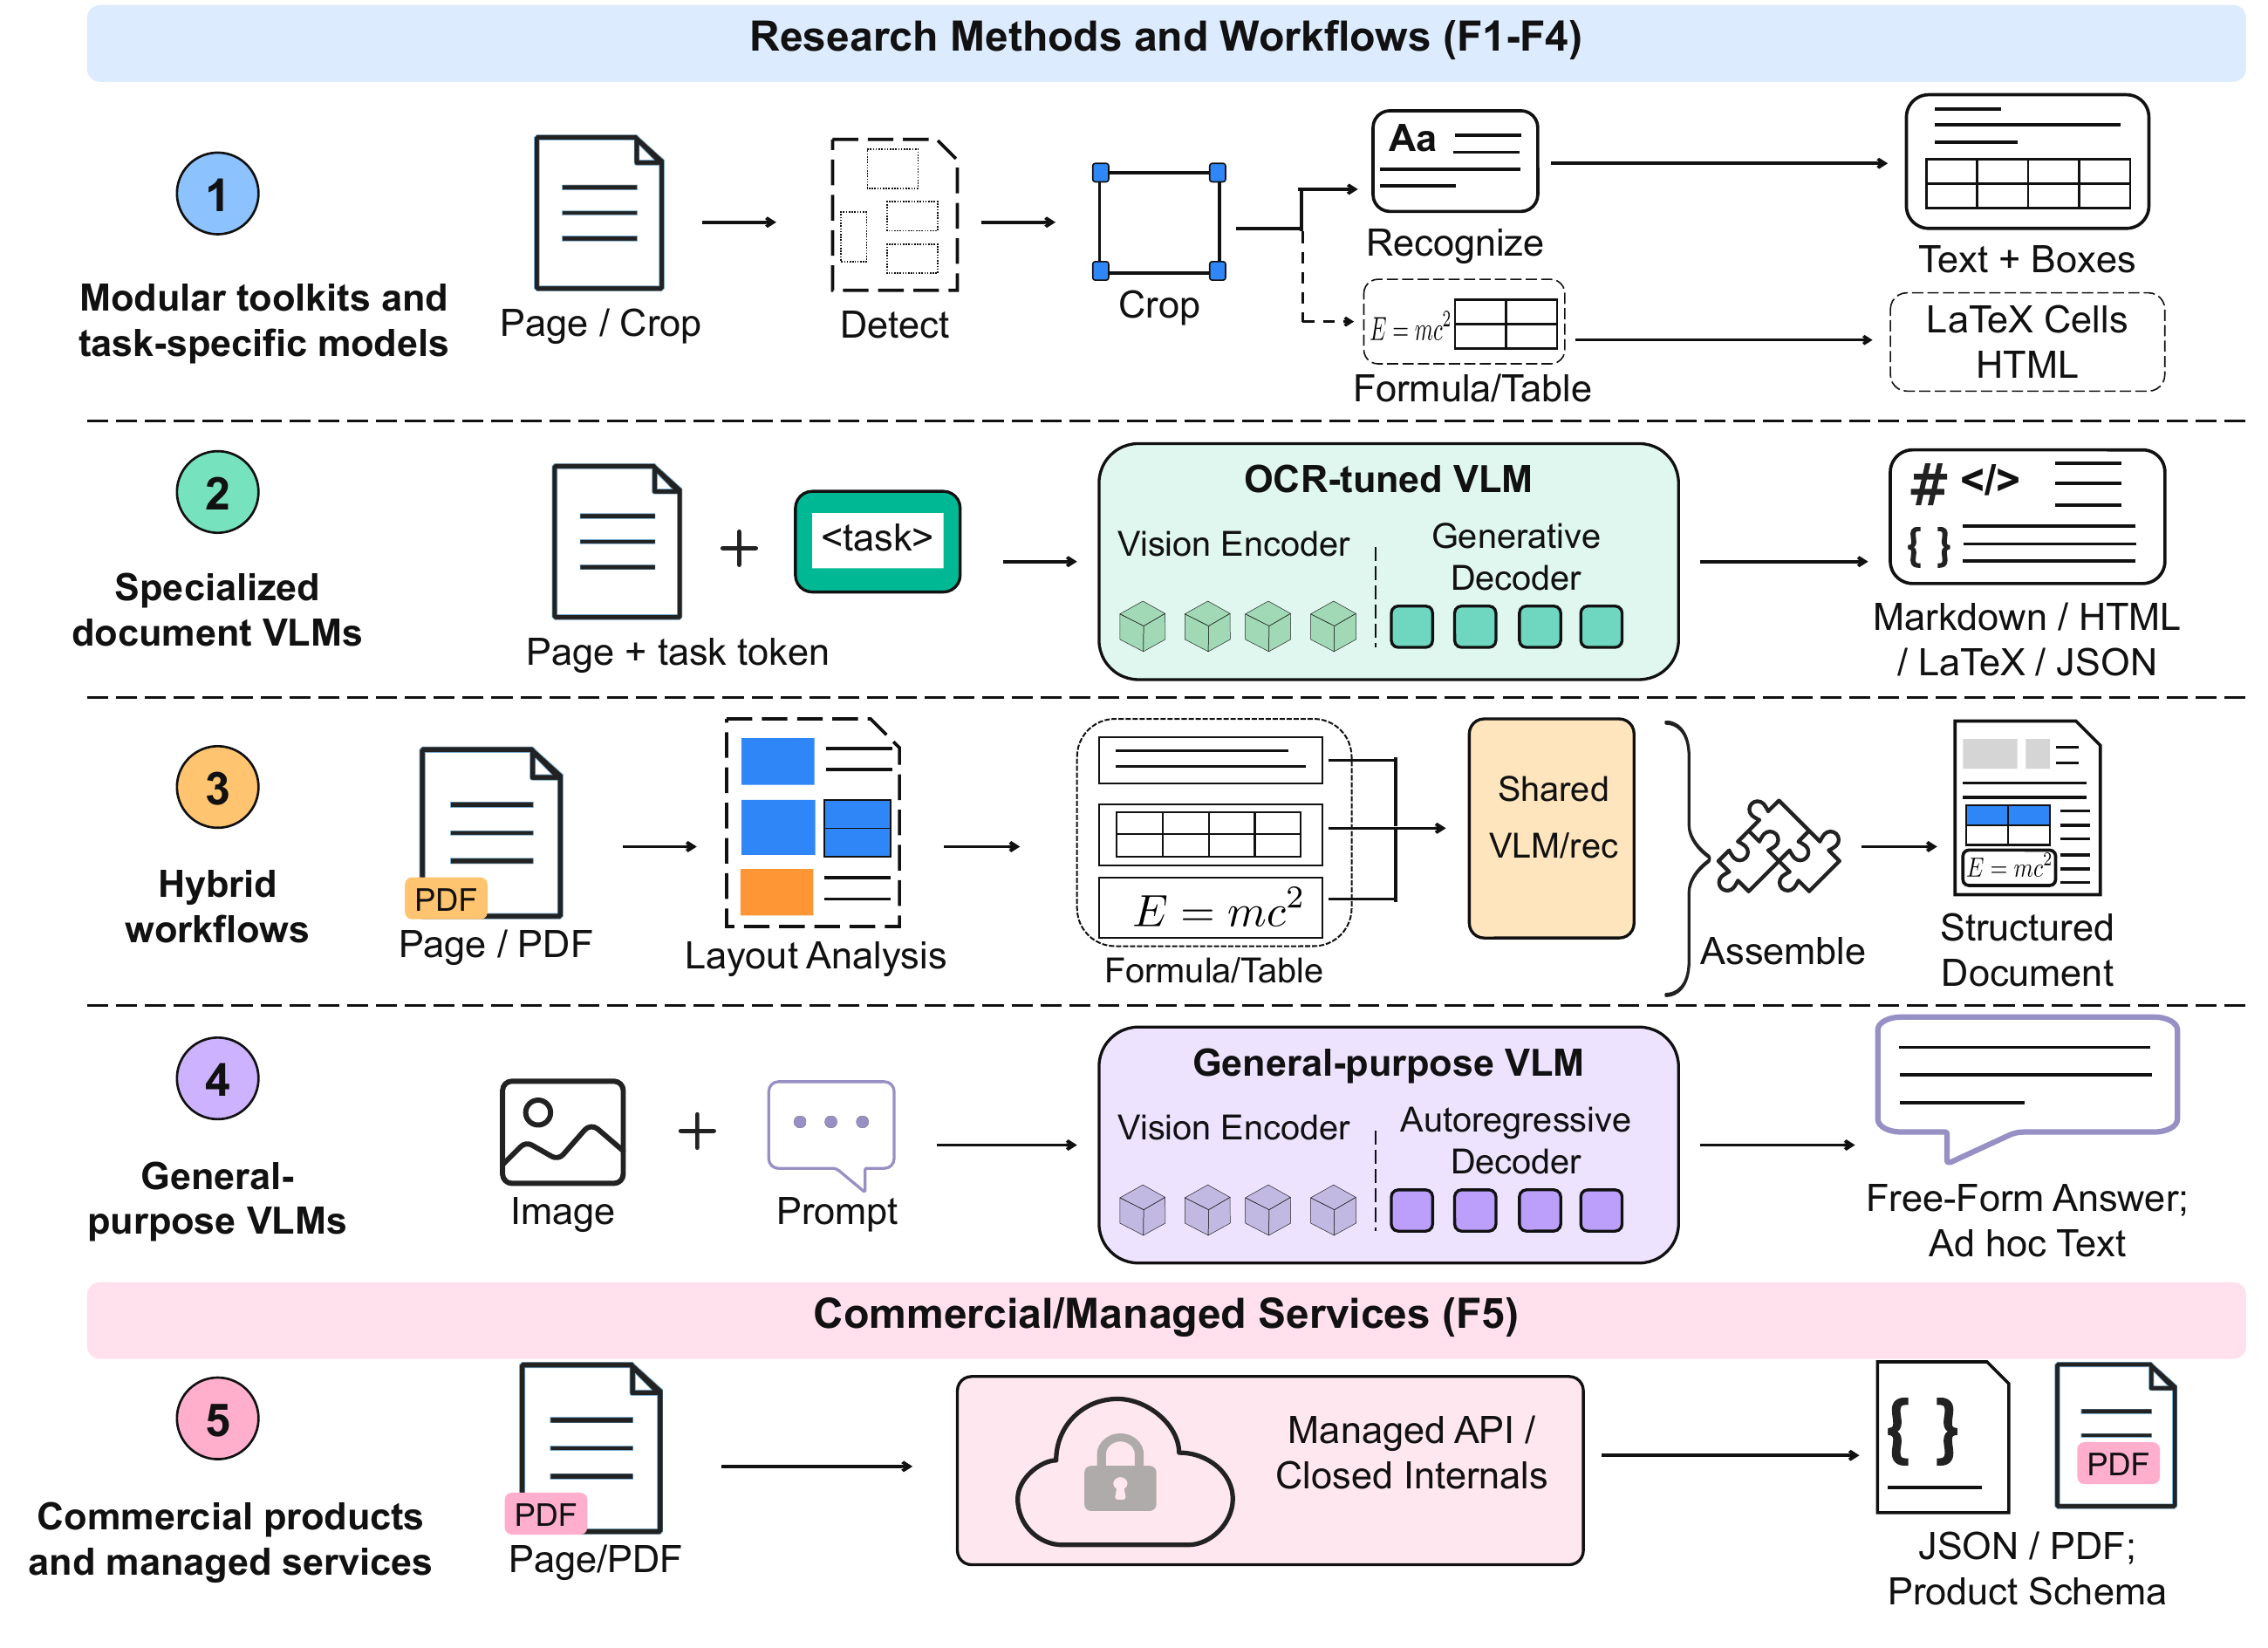 Research Methods and Workflows (F1-F4)
1
Modular toolkits and
task-specific models
Page / Crop
Detect
Crop
Aa
Recognize
E = mc²
Formula/Table
Text + Boxes
LaTeX Cells
HTML
2
Specialized
document VLMs
<task>
Page + task token
OCR-tuned VLM
Vision Encoder
Generative
Decoder
# </>
{ }
Markdown / HTML
/ LaTeX / JSON
3
Hybrid
workflows
PDF
Page / PDF
Layout Analysis
E = mc²
Formula/Table
Shared
VLM/rec
Assemble
E = mc²
Structured
Document
4
General-
purpose VLMs
Image
Prompt
General-purpose VLM
Vision Encoder
Autoregressive
Decoder
Free-Form Answer;
Ad hoc Text
Commercial/Managed Services (F5)
5
Commercial products
and managed services
PDF
Page/PDF
Managed API /
Closed Internals
{ }
PDF
JSON / PDF;
Product Schema